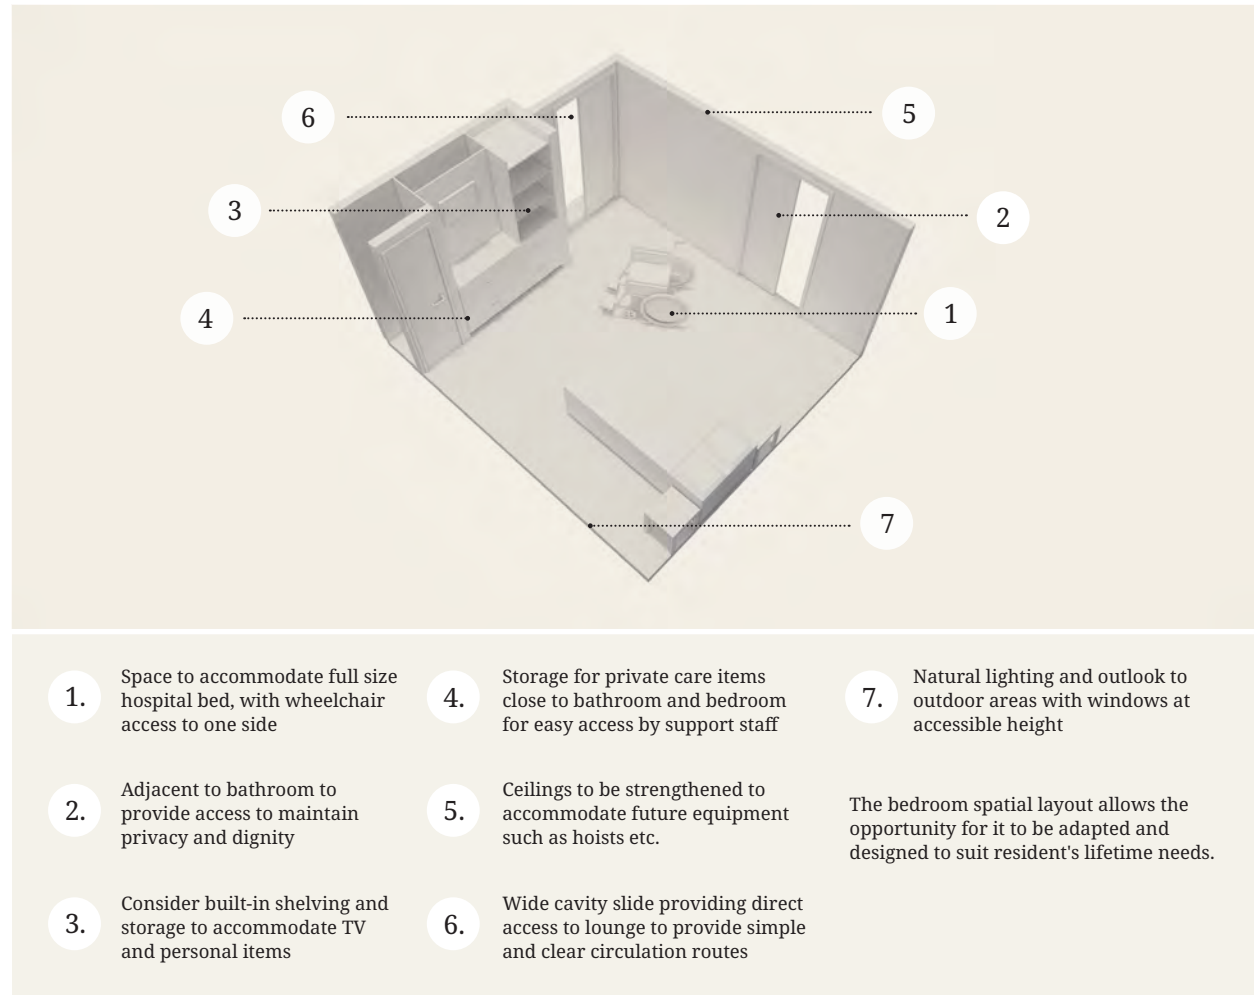 6
5
3
2
4
1
7
1.
Space to accommodate full size
hospital bed, with wheelchair
access to one side
2.
Adjacent to bathroom to
provide access to maintain
privacy and dignity
3.
Consider built-in shelving and
storage to accommodate TV
and personal items
4.
Storage for private care items
close to bathroom and bedroom
for easy access by support staff
5.
Ceilings to be strengthened to
accommodate future equipment
such as hoists etc.
6.
Wide cavity slide providing direct
access to lounge to provide simple
and clear circulation routes
7.
Natural lighting and outlook to
outdoor areas with windows at
accessible height
The bedroom spatial layout allows the
opportunity for it to be adapted and
designed to suit resident's lifetime needs.